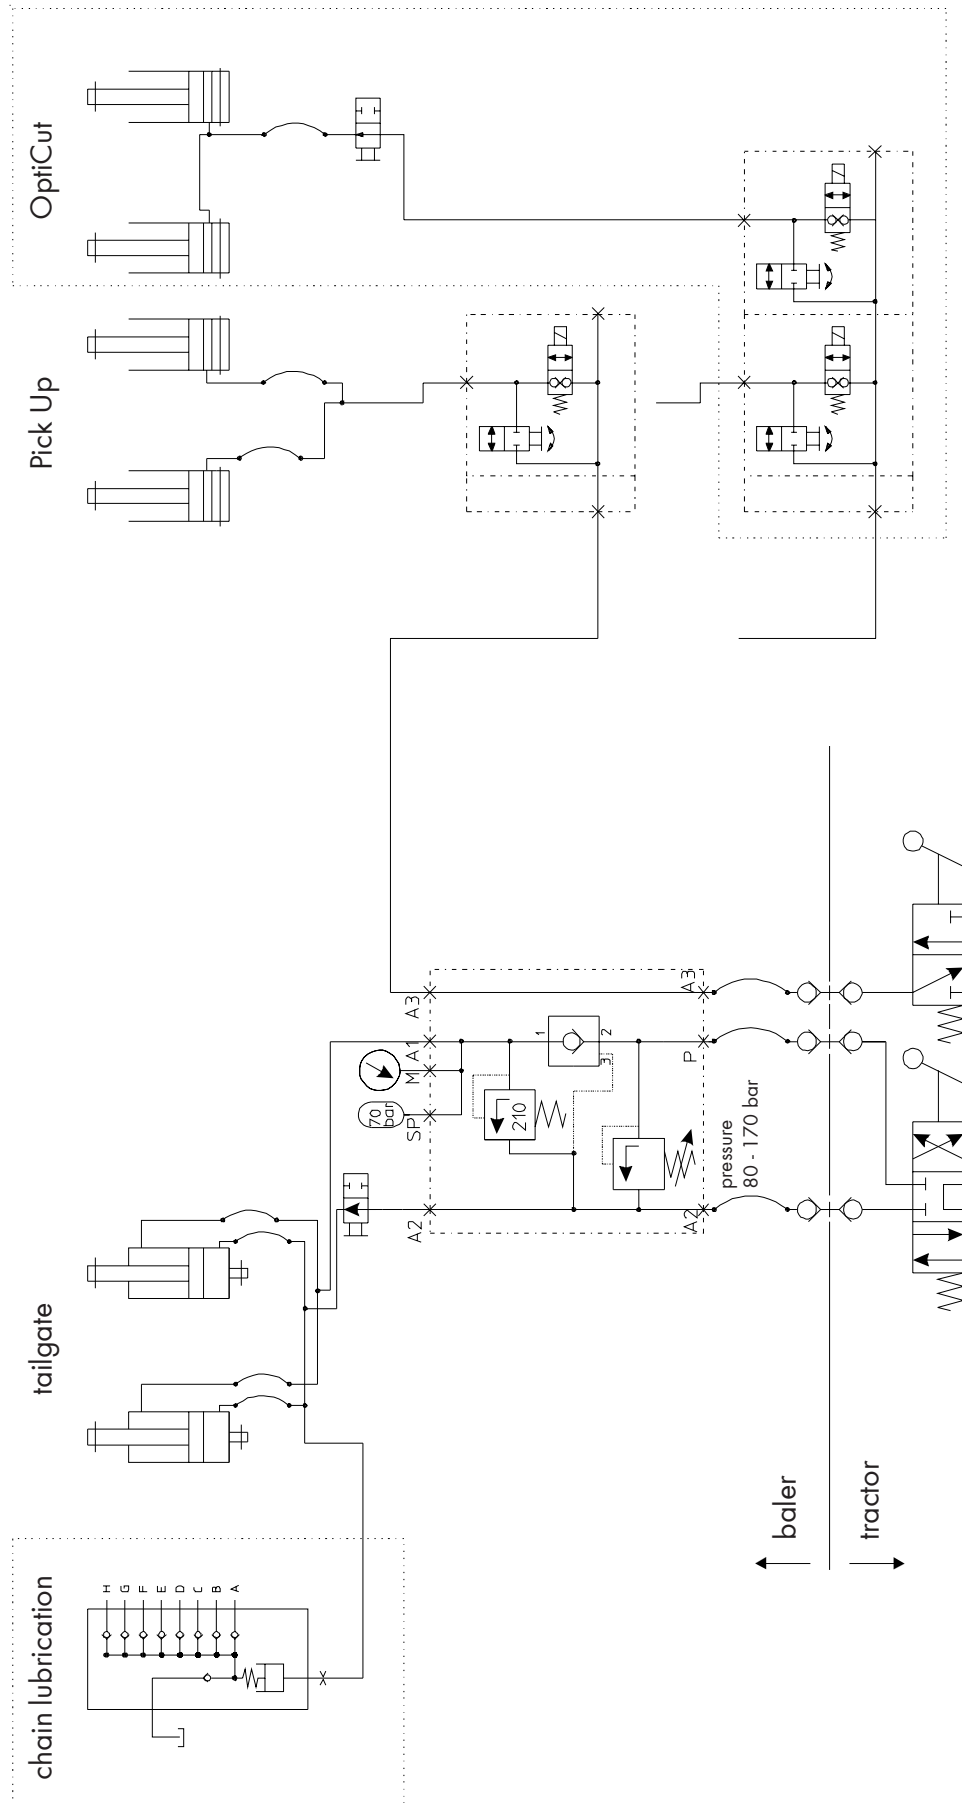 chain lubrication
tailgate
Pick Up
OptiCut
H
G
F
E
D
C
B
A
70
bar
A2
SP
M
A1
A3
210
1
2
3
A2
P
A3
pressure
80 - 170 bar
baler
tractor